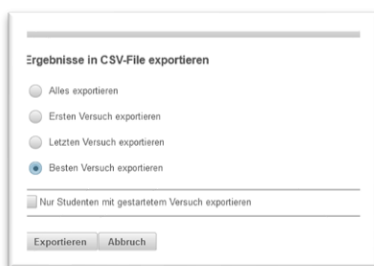 Ergebnisse in CSV-File exportieren
Alles exportieren
Ersten Versuch exportieren
Letzten Versuch exportieren
Besten Versuch exportieren
Nur Studenten mit gestartetem Versuch exportieren
Exportieren Abbruch